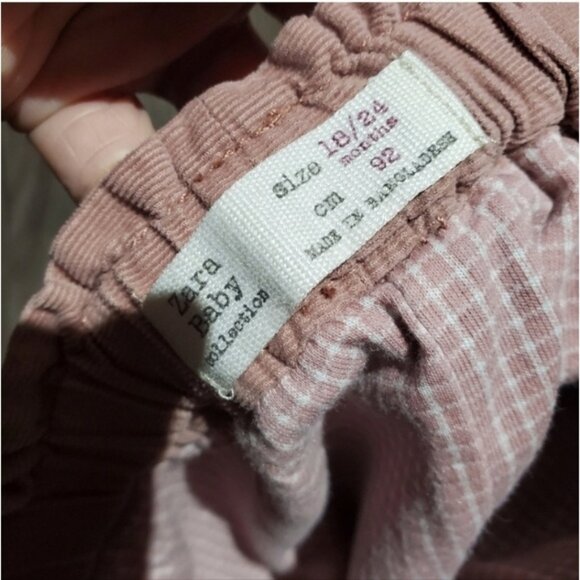 Zara
Baby
collection
size 18/24
months
cm 92
MADE IN BANGLADESH